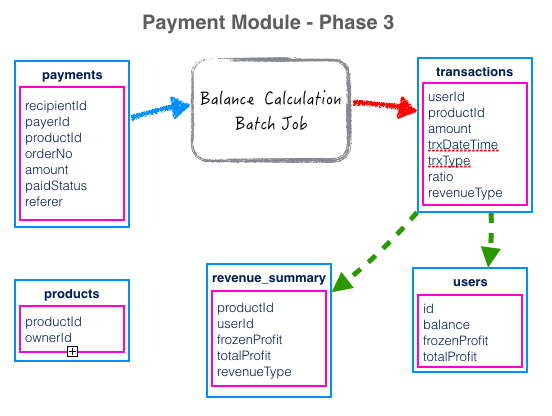 Payment Module - Phase 3
payments
recipientId
payerId
productId
orderNo
amount
paidStatus
referer
Balance Calculation
Batch Job
transactions
userId
productId
amount
trxDateTime
trxType
ratio
revenueType
products
productId
ownerId
revenue_summary
productId
userId
frozenProfit
totalProfit
revenueType
users
id
balance
frozenProfit
totalProfit